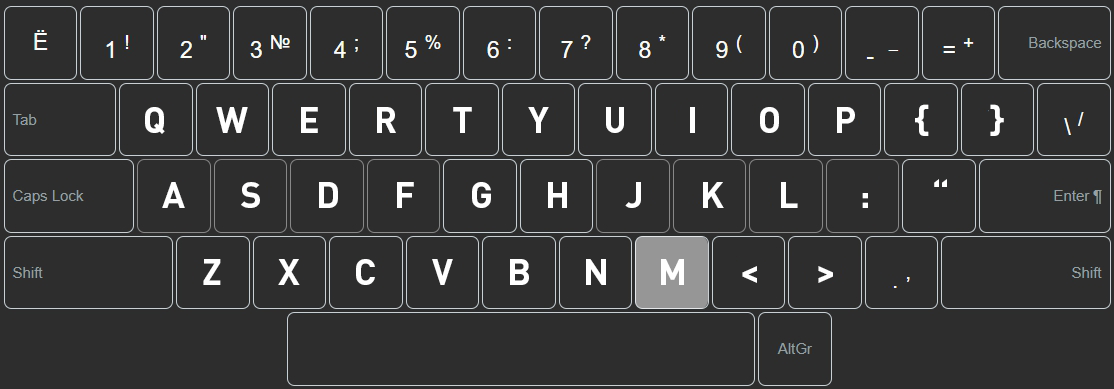 Ё 1 ! 2 " 3 № 4 ; 5 % 6 : 7 ? 8 * 9 ( 0 ) - _ = + Backspace
Tab Q W E R T Y U I O P { } \ /
Caps Lock A S D F G H J K L : “ Enter ¶
Shift Z X C V B N M < > . , Shift
AltGr